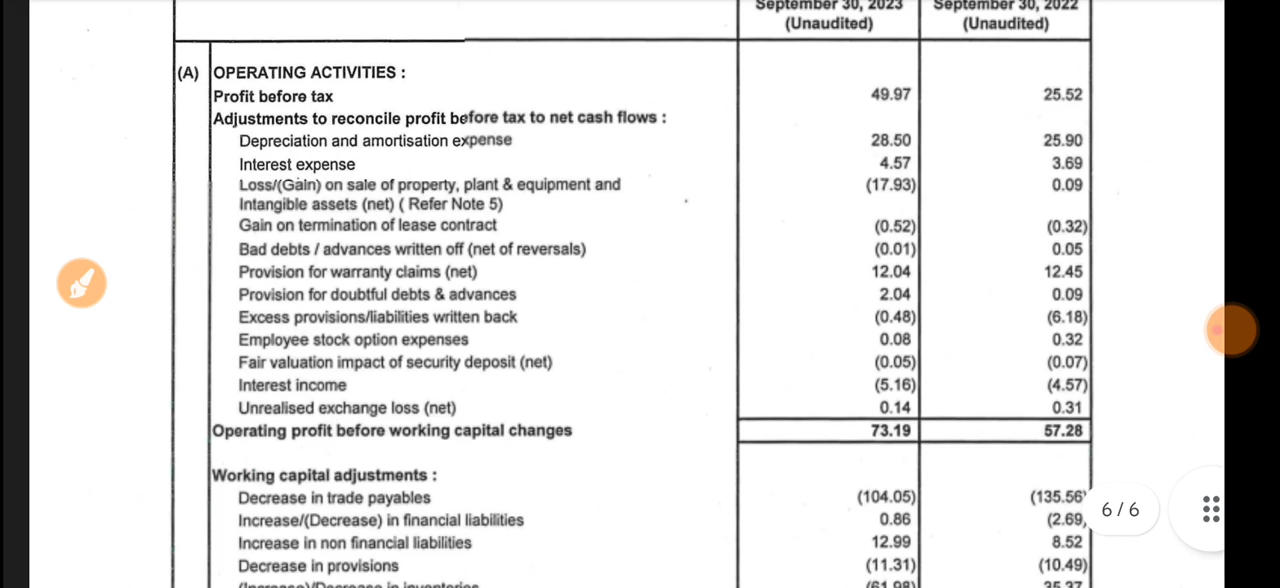 September 30, 2023 September 30, 2022
(Unaudited) (Unaudited)
(A) OPERATING ACTIVITIES :
Profit before tax 49.97 25.52
Adjustments to reconcile profit before tax to net cash flows :
Depreciation and amortisation expense 28.50 25.90
Interest expense 4.57 3.69
Loss/(Gain) on sale of property, plant & equipment and (17.93) 0.09
Intangible assets (net) ( Refer Note 5)
Gain on termination of lease contract (0.52) (0.32)
Bad debts / advances written off (net of reversals) (0.01) 0.05
Provision for warranty claims (net) 12.04 12.45
Provision for doubtful debts & advances 2.04 0.09
Excess provisions/liabilities written back (0.48) (6.18)
Employee stock option expenses 0.08 0.32
Fair valuation impact of security deposit (net) (0.05) (0.07)
Interest income (5.16) (4.57)
Unrealised exchange loss (net) 0.14 0.31
Operating profit before working capital changes 73.19 57.28
Working capital adjustments :
Decrease in trade payables (104.05) (135.56)
Increase/(Decrease) in financial liabilities 0.86 (2.69,
Increase in non financial liabilities 12.99 8.52
Decrease in provisions (11.31) (10.49)
(Increase)/Decrease in inventories (61.98) 35.37
6 / 6